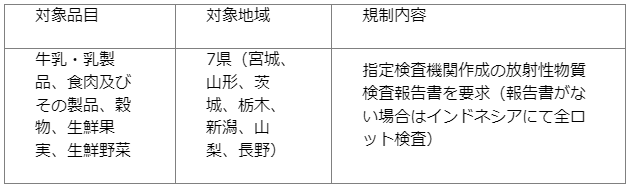 対象品目
対象地域
規制内容
牛乳・乳製
品、食肉及び
その製品、穀
物、生鮮果
実、生鮮野菜
7県（宮城、
山形、茨
城、栃木、
新潟、山
梨、長野）
指定検査機関作成の放射性物質
検査報告書を要求（報告書がな
い場合はインドネシアにて全ロ
ット検査）